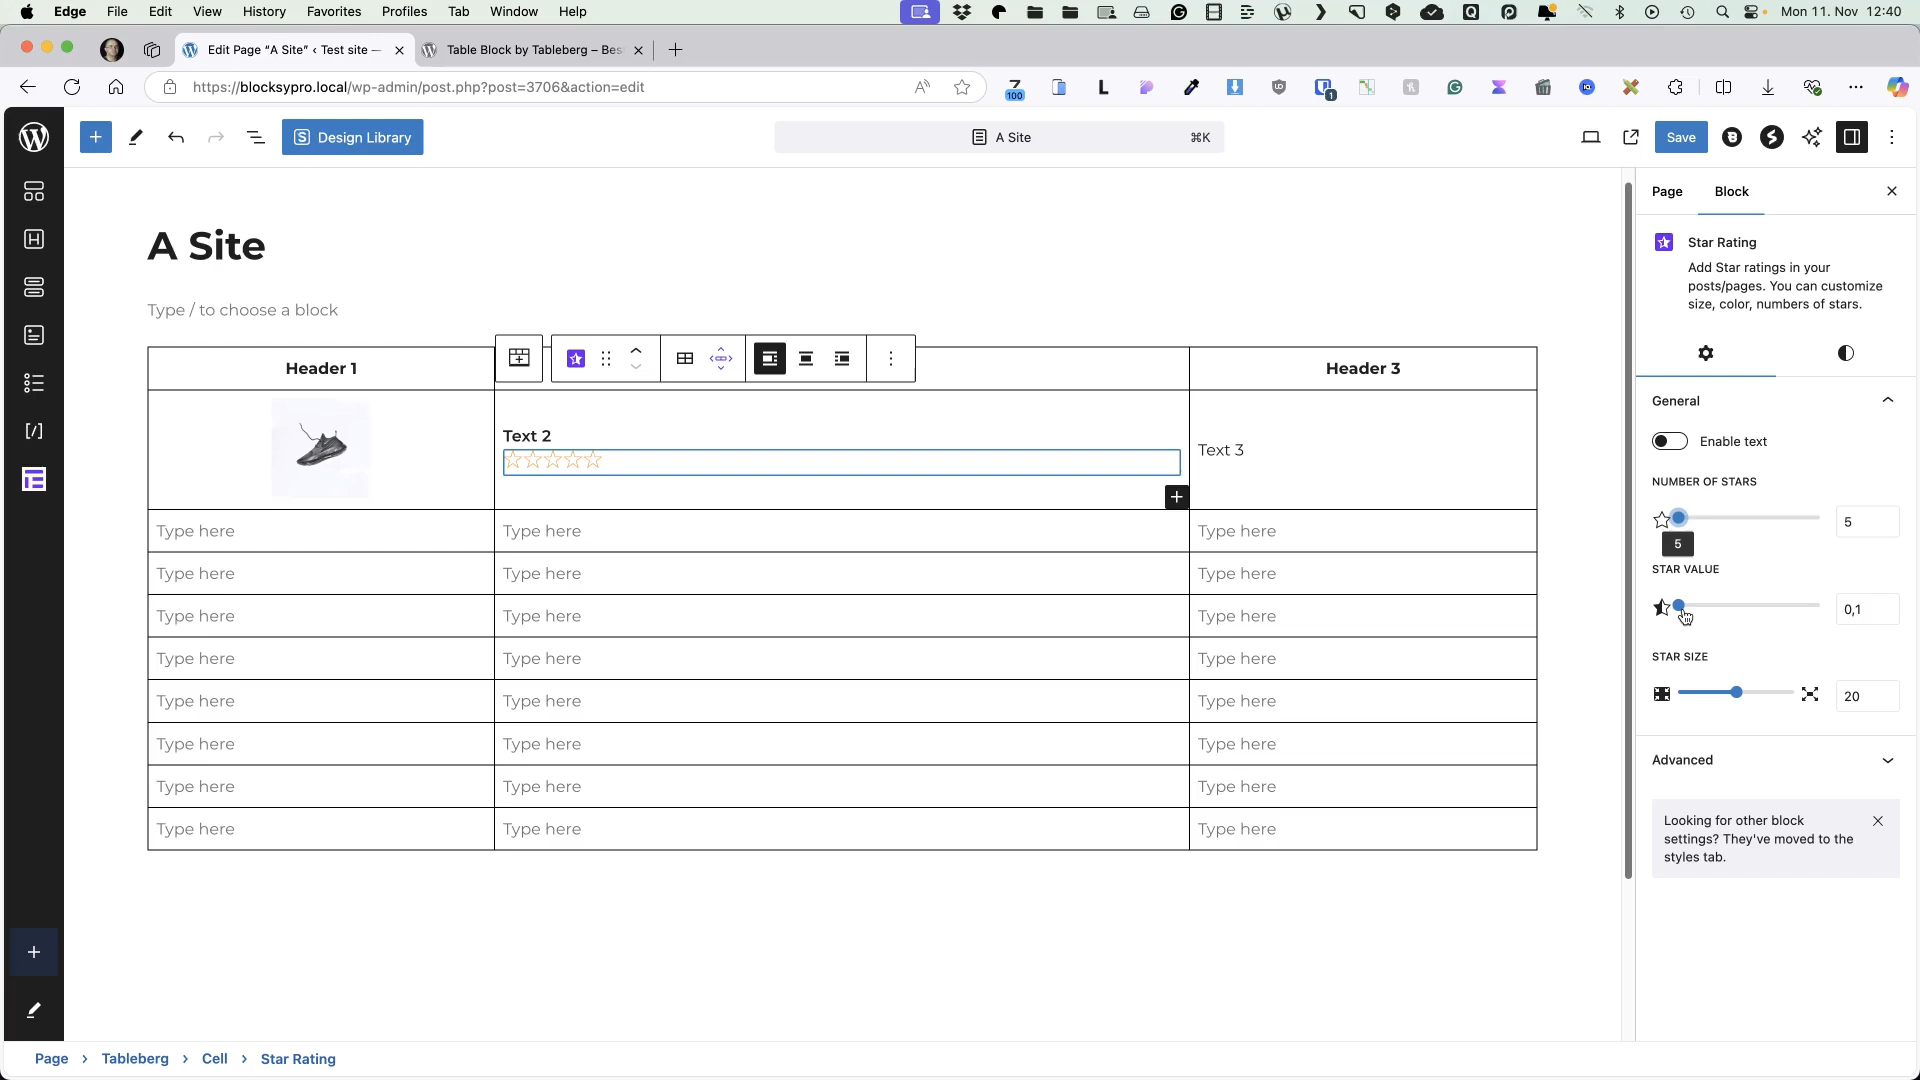 Edge File Edit View History Favorites Profiles Tab Window Help Mon 11. Nov 12:40
Edit Page “A Site” ‹ Test site —
Table Block by Tableberg – Bes
https://blocksypro.local/wp-admin/post.php?post=3706&action=edit
100
1
Design Library
A Site ⌘K
Save
Page Block
Star Rating
Add Star ratings in your
posts/pages. You can customize
size, color, numbers of stars.
General
Enable text
NUMBER OF STARS
5
5
STAR VALUE
0,1
STAR SIZE
20
Advanced
Looking for other block
settings? They've moved to the
styles tab.
A Site
Type / to choose a block
Header 1 Header 3
Text 2
Text 3
Type here Type here Type here
Type here Type here Type here
Type here Type here Type here
Type here Type here Type here
Type here Type here Type here
Type here Type here Type here
Type here Type here Type here
Type here Type here Type here
Page › Tableberg › Cell › Star Rating